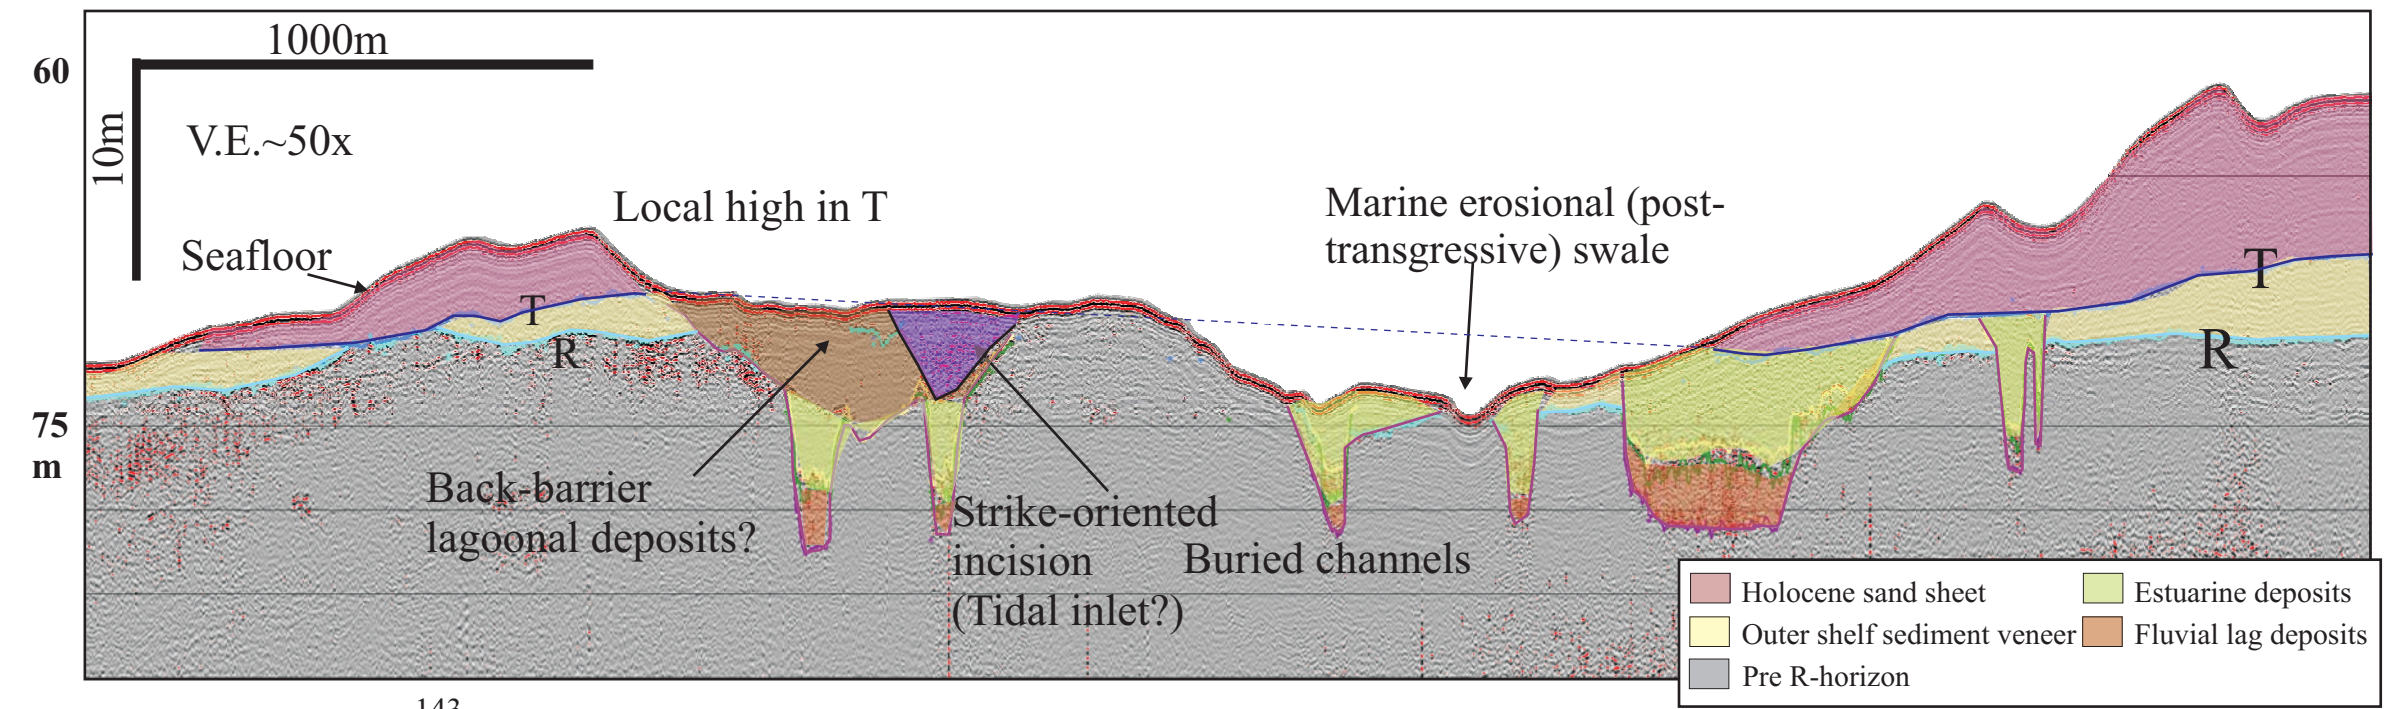 1000m
60
10m
V.E.~50x
Local high in T
Seafloor
Marine erosional (post-
transgressive) swale
T
R
T
R
75
m
Back-barrier
lagoonal deposits?
Strike-oriented
incision
(Tidal inlet?)
Buried channels
Holocene sand sheet
Outer shelf sediment veneer
Pre R-horizon
Estuarine deposits
Fluvial lag deposits
143